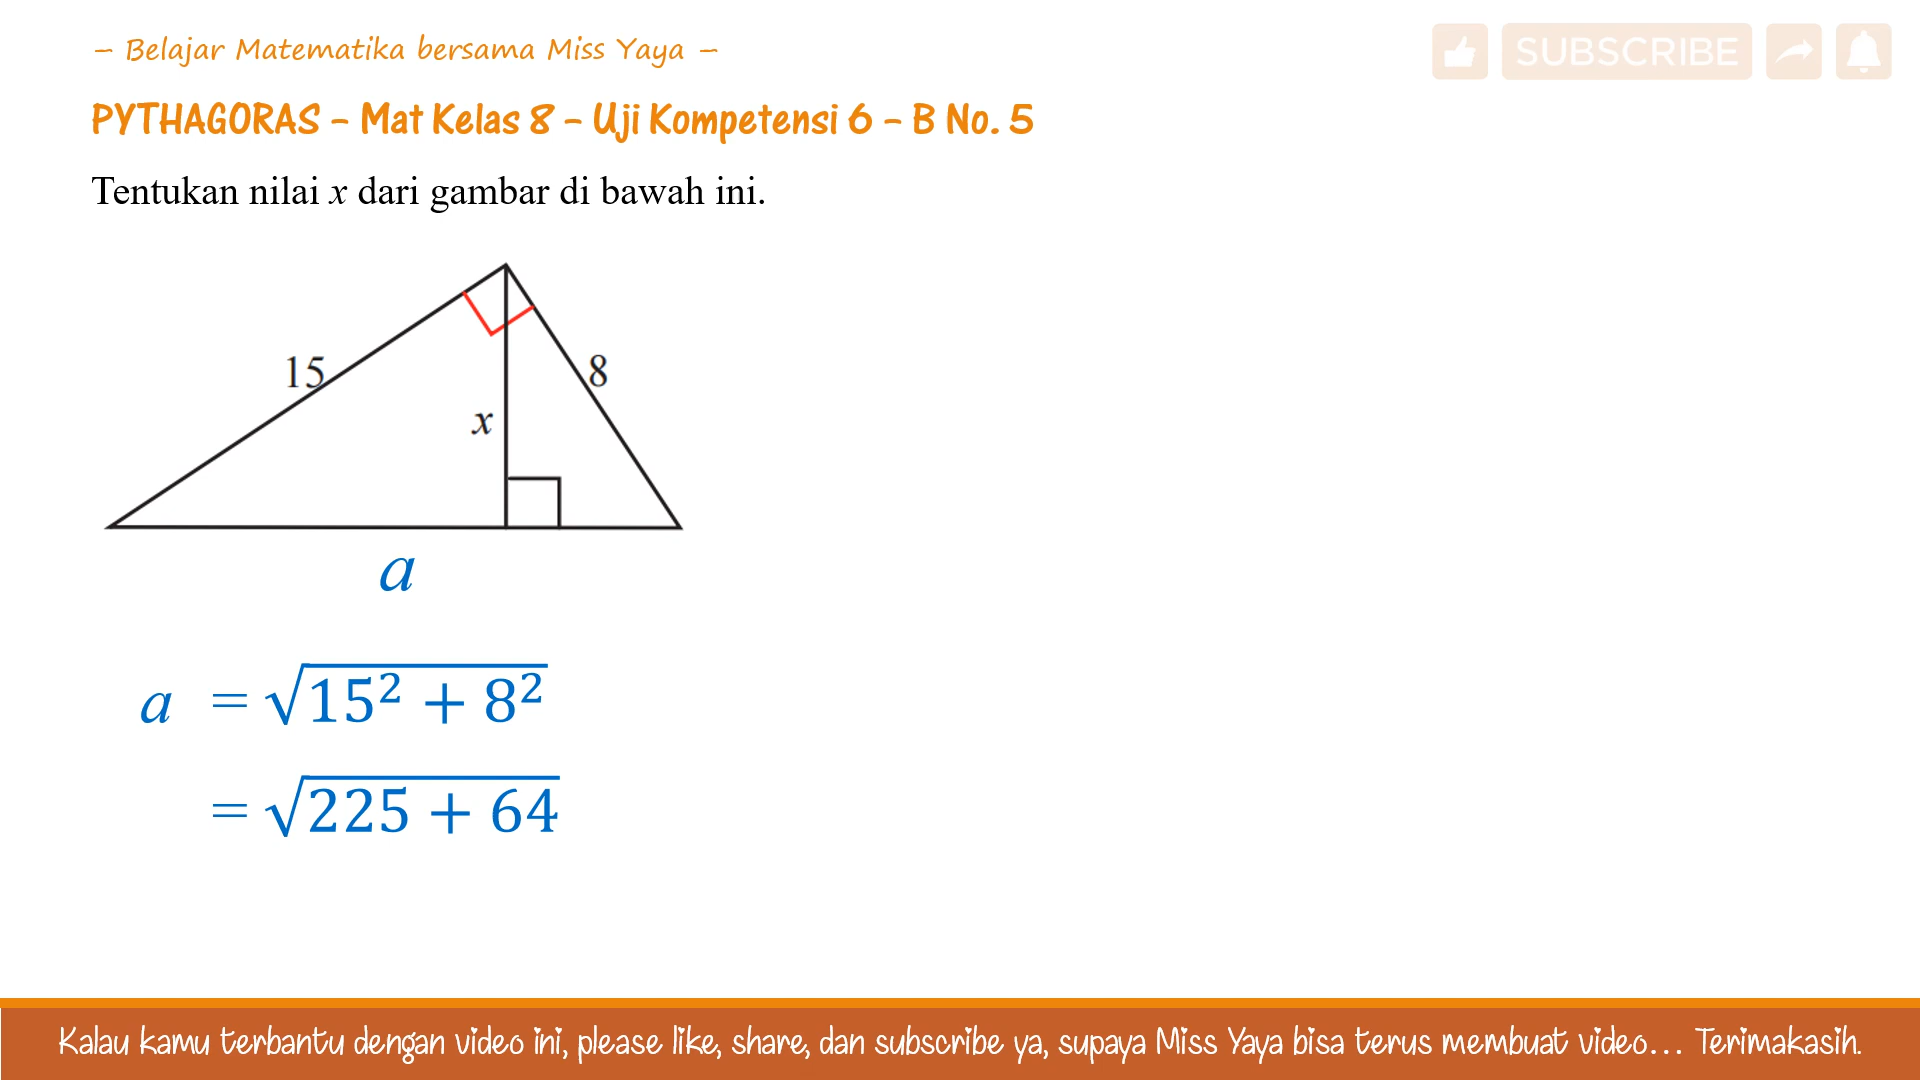 – Belajar Matematika bersama Miss Yaya –
SUBSCRIBE
PYTHAGORAS – Mat Kelas 8 – Uji Kompetensi 6 – B No. 5
Tentukan nilai x dari gambar di bawah ini.
15
8
x
a
a = √15² + 8²
= √225 + 64
Kalau kamu terbantu dengan video ini, please like, share, dan subscribe ya, supaya Miss Yaya bisa terus membuat video... Terimakasih.